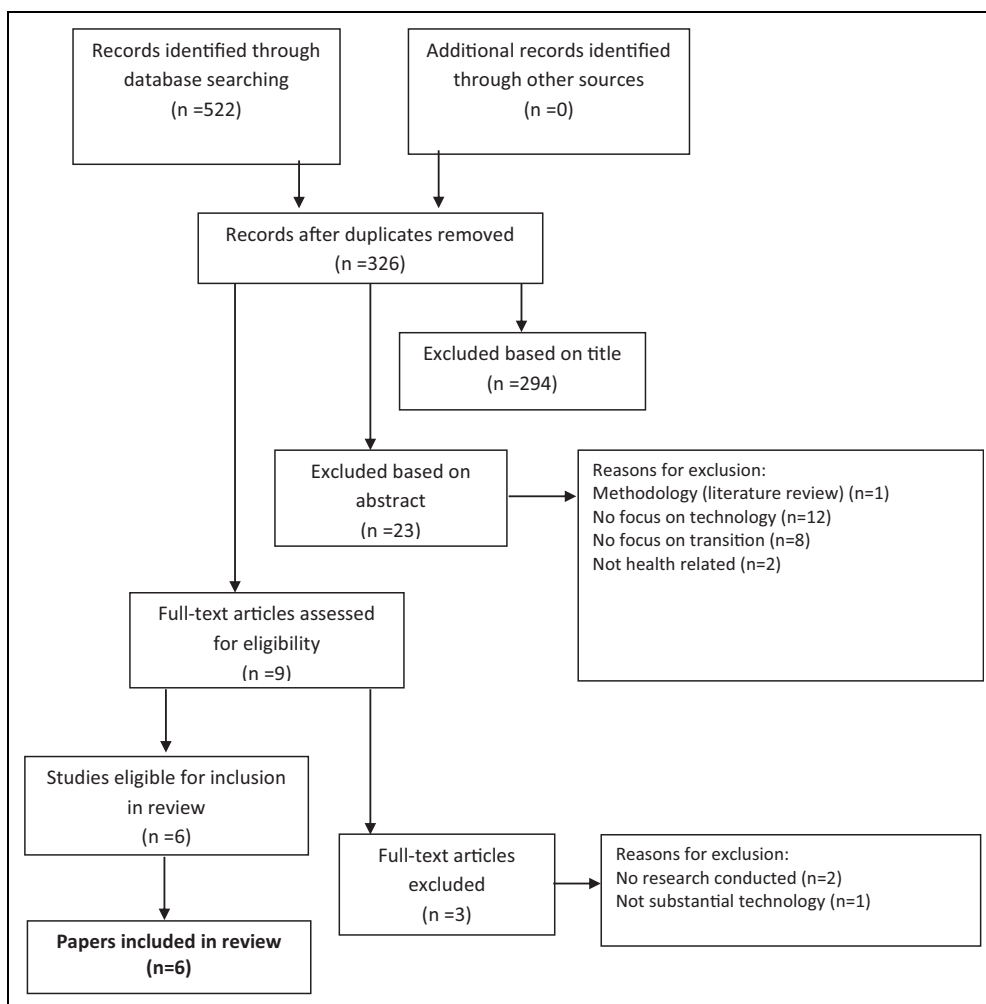 Records identified through
database searching
(n =522)
Additional records identified
through other sources
(n =0)
Records after duplicates removed
(n =326)
Excluded based on title
(n =294)
Excluded based on
abstract
(n =23)
Reasons for exclusion:
Methodology (literature review) (n=1)
No focus on technology (n=12)
No focus on transition (n=8)
Not health related (n=2)
Full-text articles assessed
for eligibility
(n =9)
Studies eligible for inclusion
in review
(n =6)
Full-text articles
excluded
(n =3)
Reasons for exclusion:
No research conducted (n=2)
Not substantial technology (n=1)
Papers included in review
(n=6)